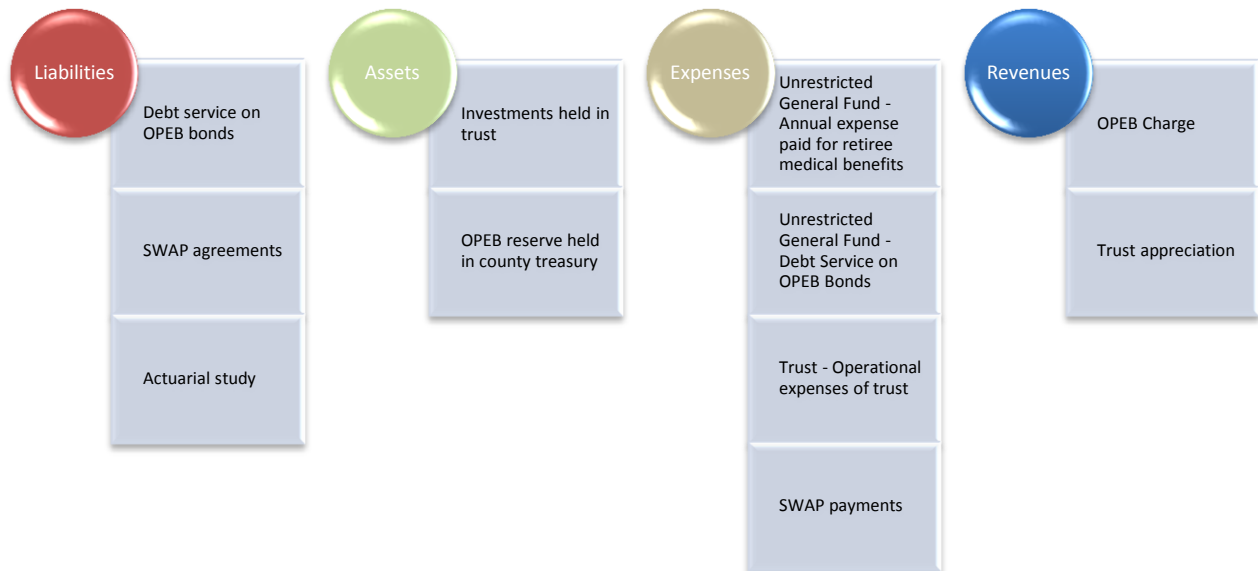 Liabilities
Debt service on
OPEB bonds
SWAP agreements
Actuarial study
Assets
Investments held in
trust
OPEB reserve held
in county treasury
Expenses
Unrestricted
General Fund -
Annual expense
paid for retiree
medical benefits
Unrestricted
General Fund -
Debt Service on
OPEB Bonds
Trust - Operational
expenses of trust
SWAP payments
Revenues
OPEB Charge
Trust appreciation